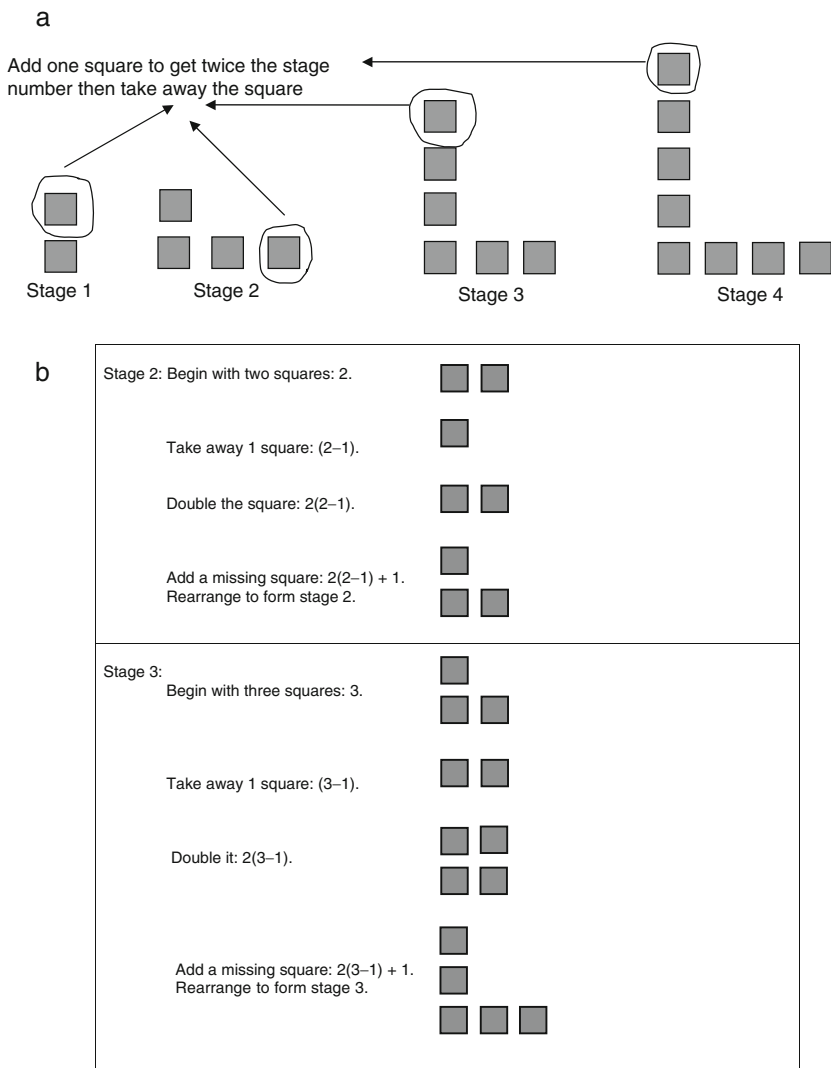 a
Add one square to get twice the stage
number then take away the square
Stage 1
Stage 2
Stage 3
Stage 4
b
Stage 2: Begin with two squares: 2.
Take away 1 square: (2–1).
Double the square: 2(2–1).
Add a missing square: 2(2–1) + 1.
Rearrange to form stage 2.
Stage 3:
Begin with three squares: 3.
Take away 1 square: (3–1).
Double it: 2(3–1).
Add a missing square: 2(3–1) + 1.
Rearrange to form stage 3.